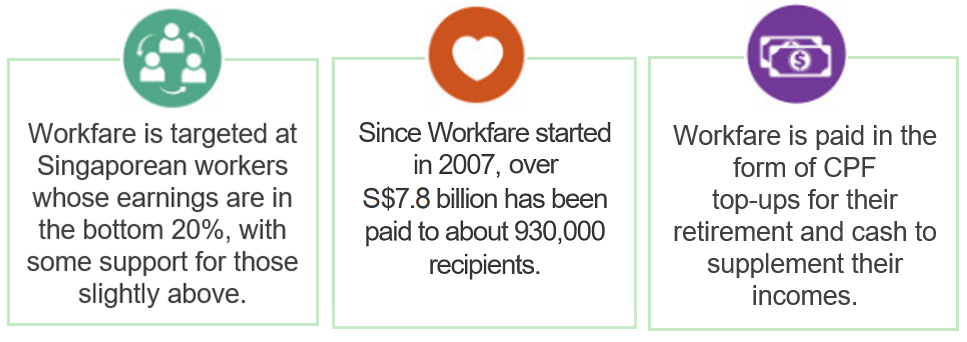 Workfare is targeted at
Singaporean workers
whose earnings are in
the bottom 20%, with
some support for those
slightly above.
Since Workfare started
in 2007, over
S$7.8 billion has been
paid to about 930,000
recipients.
$
Workfare is paid in the
form of CPF
top-ups for their
retirement and cash to
supplement their
incomes.